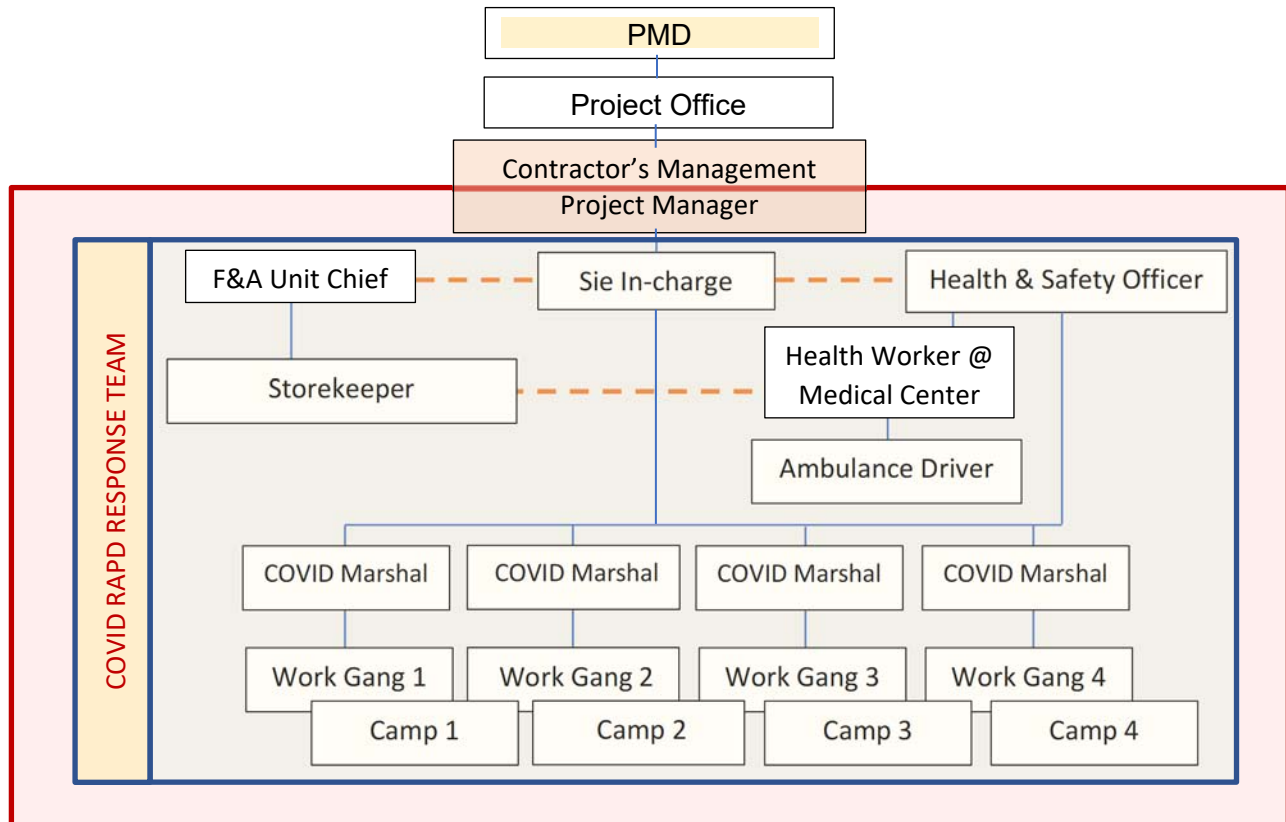 PMD
Project Office
Contractor’s Management
Project Manager
F&A Unit Chief
Sie In-charge
Health & Safety Officer
Storekeeper
Health Worker @
Medical Center
Ambulance Driver
COVID RAPD RESPONSE TEAM
COVID Marshal
COVID Marshal
COVID Marshal
COVID Marshal
Work Gang 1
Work Gang 2
Work Gang 3
Work Gang 4
Camp 1
Camp 2
Camp 3
Camp 4